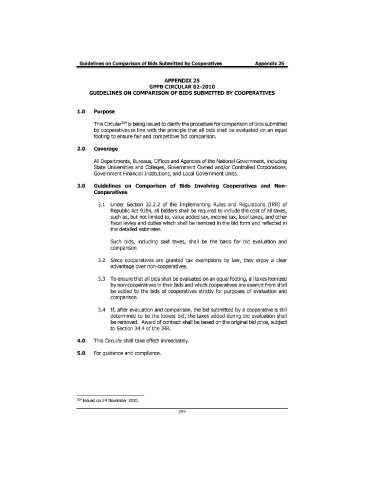 Guidelines on Comparison of Bids Submitted by Cooperatives Appendix 25
APPENDIX 25
GPPB CIRCULAR 02-2010
GUIDELINES ON COMPARISON OF BIDS SUBMITTED BY COOPERATIVES
1.0 Purpose
This Circular is being issued to clarify the procedure for comparison of bids submitted
by cooperatives in line with the principle that all bids shall be evaluated on an equal
footing to ensure fair and competitive bid comparison.
2.0 Coverage
All Departments, Bureaus, Offices and Agencies of the National Government, including
State Universities and Colleges, Government Owned and/or Controlled Corporations,
Government Financial Institutions, and Local Government Units.
3.0 Guidelines on Comparison of Bids Involving Cooperatives and Non-
Cooperatives
3.1 Under Section 32.2.2 of the Implementing Rules and Regulations (IRR) of
Republic Act 9184, all bidders shall be required to include the cost of all taxes,
such as, but not limited to, value added tax, income tax, local taxes, and other
fiscal levies and duties which shall be itemized in the bid form and reflected in
the detailed estimates.
Such bids, including said taxes, shall be the basis for bid evaluation and
comparison.
3.2 Since cooperatives are granted tax exemptions by law, they enjoy a clear
advantage over non-cooperatives.
3.3 To ensure that all bids shall be evaluated on equal footing, all taxes itemized
by non-cooperatives in their bids and which cooperatives are exempt from shall
be added to the bids of cooperatives strictly for purposes of evaluation and
comparison.
3.4 If, after evaluation and comparison, the bid submitted by a cooperative is still
determined to be the lowest bid, the taxes added during bid evaluation shall
be removed. Award of contract shall be based on the original bid price, subject
to Section 34.4 of the IRR.
4.0 This Circular shall take effect immediately.
5.0 For guidance and compliance.
Issued on 24 November 2010.